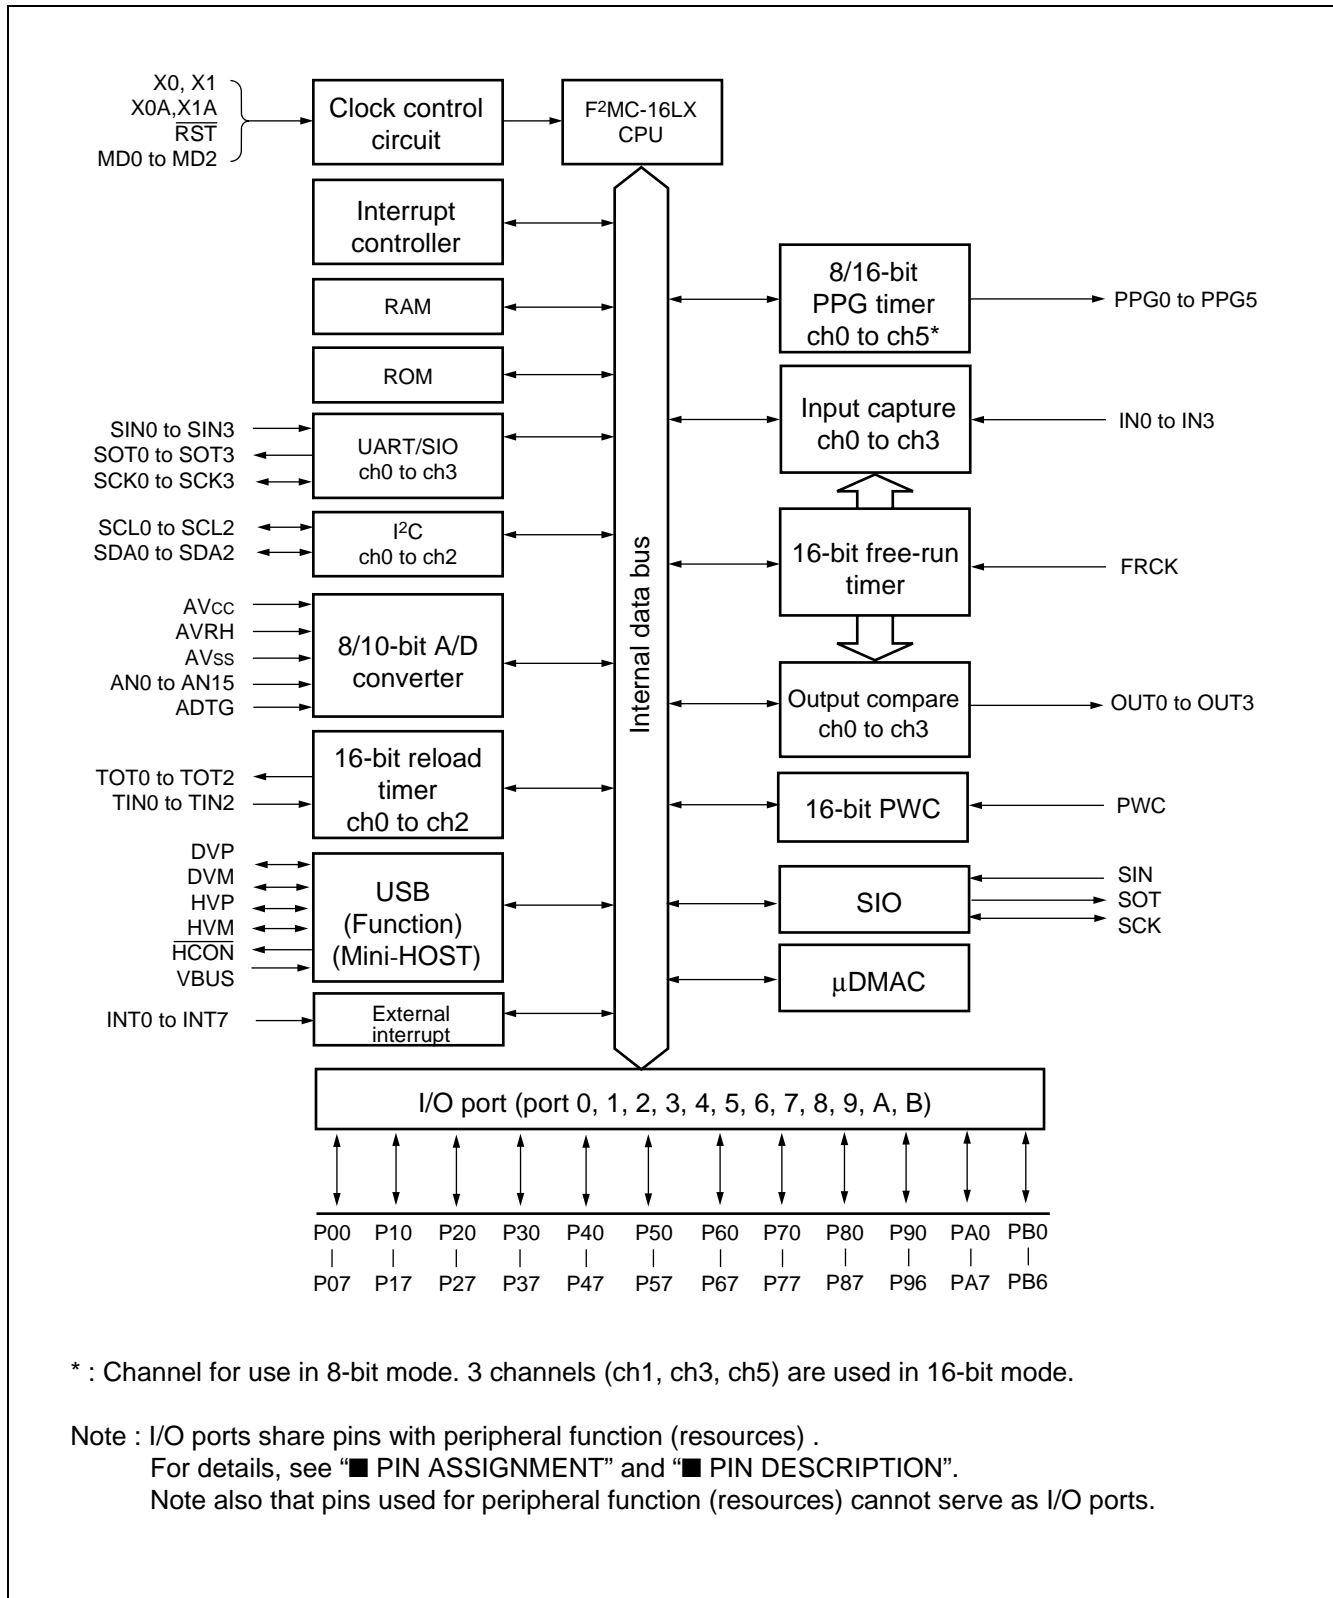 X0, X1
X0A,X1A
RST
MD0 to MD2
Clock control
circuit
F2MC-16LX
CPU
Interrupt
controller
RAM
ROM
SIN0 to SIN3
SOT0 to SOT3
SCK0 to SCK3
UART/SIO
ch0 to ch3
SCL0 to SCL2
SDA0 to SDA2
I2C
ch0 to ch2
AVcc
AVRH
AVss
AN0 to AN15
ADTG
8/10-bit A/D
converter
TOT0 to TOT2
TIN0 to TIN2
16-bit reload
timer
ch0 to ch2
DVP
DVM
HVP
HVM
HCON
VBUS
USB
(Function)
(Mini-HOST)
INT0 to INT7
External
interrupt
Internal data bus
8/16-bit
PPG timer
ch0 to ch5*
PPG0 to PPG5
Input capture
ch0 to ch3
IN0 to IN3
16-bit free-run
timer
FRCK
Output compare
ch0 to ch3
OUT0 to OUT3
16-bit PWC
PWC
SIO
SIN
SOT
SCK
µDMAC
I/O port (port 0, 1, 2, 3, 4, 5, 6, 7, 8, 9, A, B)
P00 P10 P20 P30 P40 P50 P60 P70 P80 P90 PA0 PB0
P07 P17 P27 P37 P47 P57 P67 P77 P87 P96 PA7 PB6
* : Channel for use in 8-bit mode. 3 channels (ch1, ch3, ch5) are used in 16-bit mode.
Note : I/O ports share pins with peripheral function (resources) .
For details, see “■ PIN ASSIGNMENT” and “■ PIN DESCRIPTION”.
Note also that pins used for peripheral function (resources) cannot serve as I/O ports.